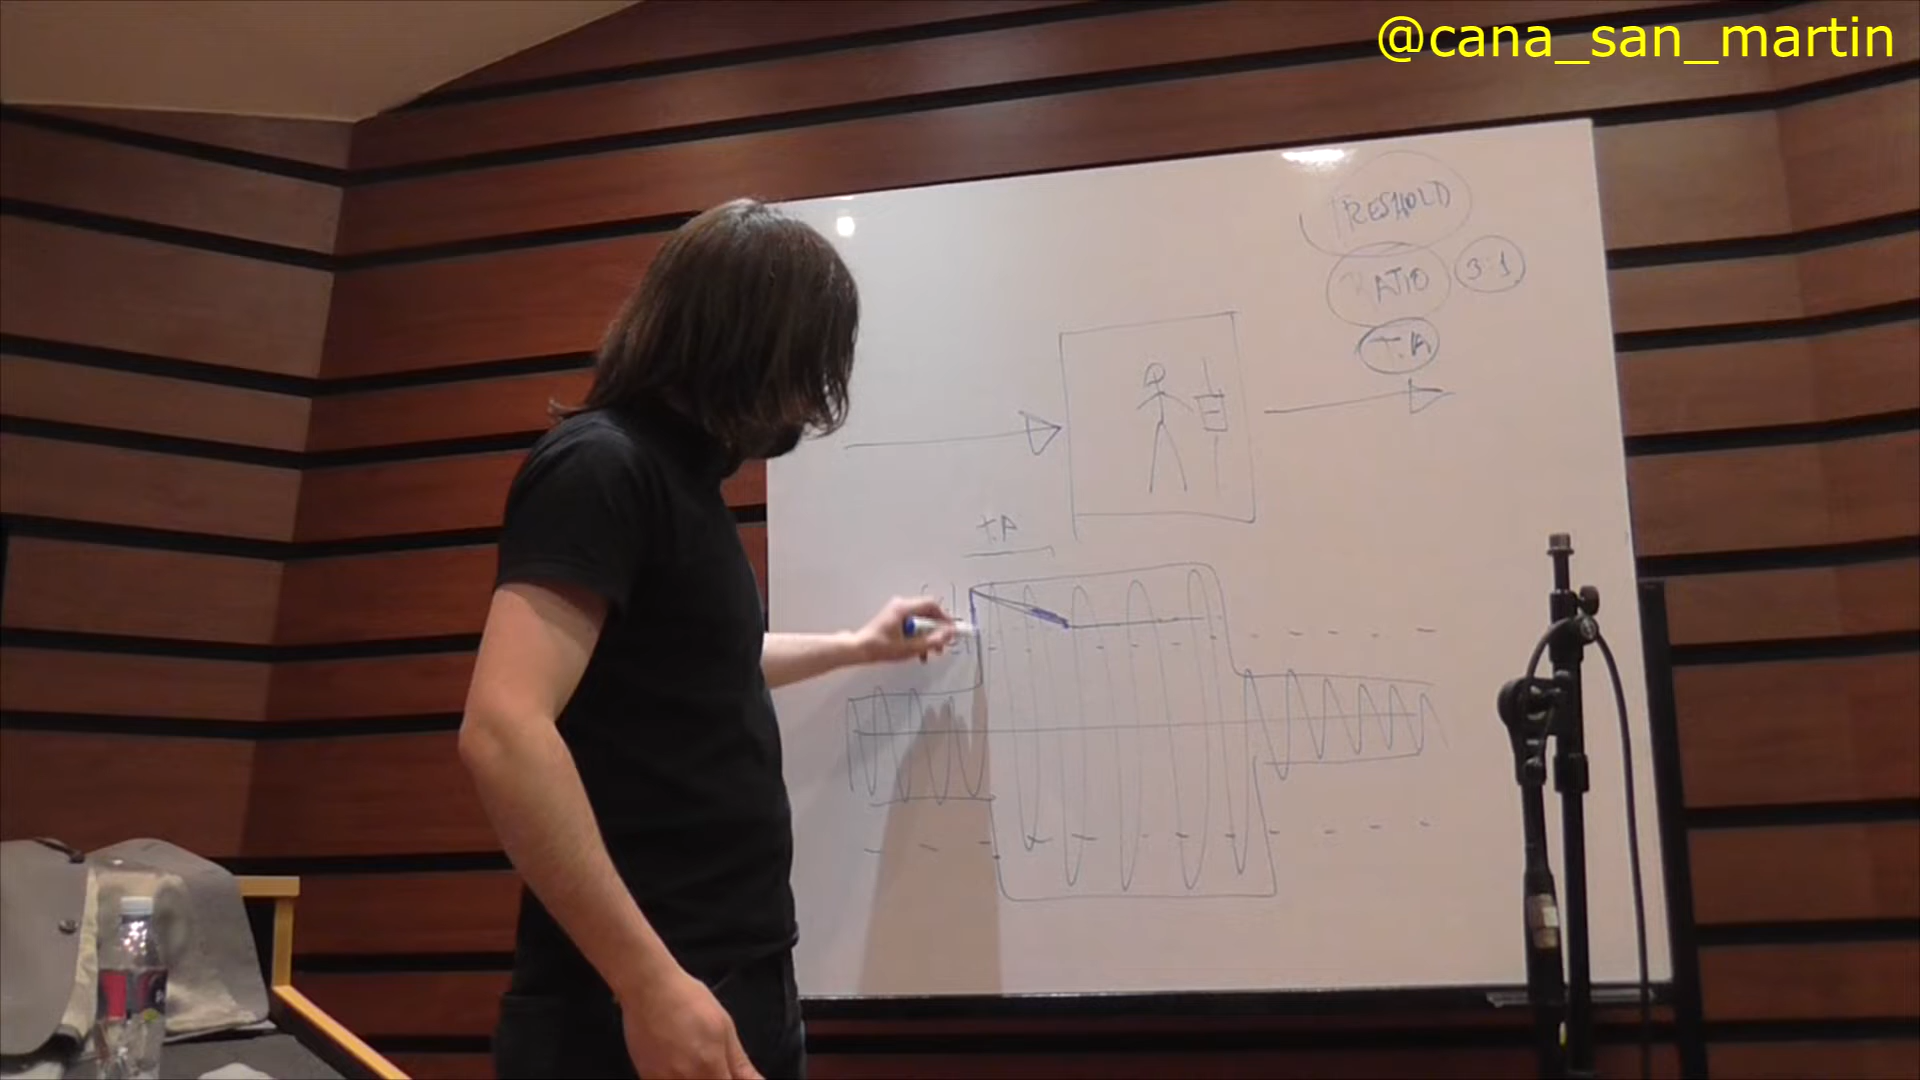 @cana_san_martin
TRESHOLD
RATIO 3:1
T.A
T.A